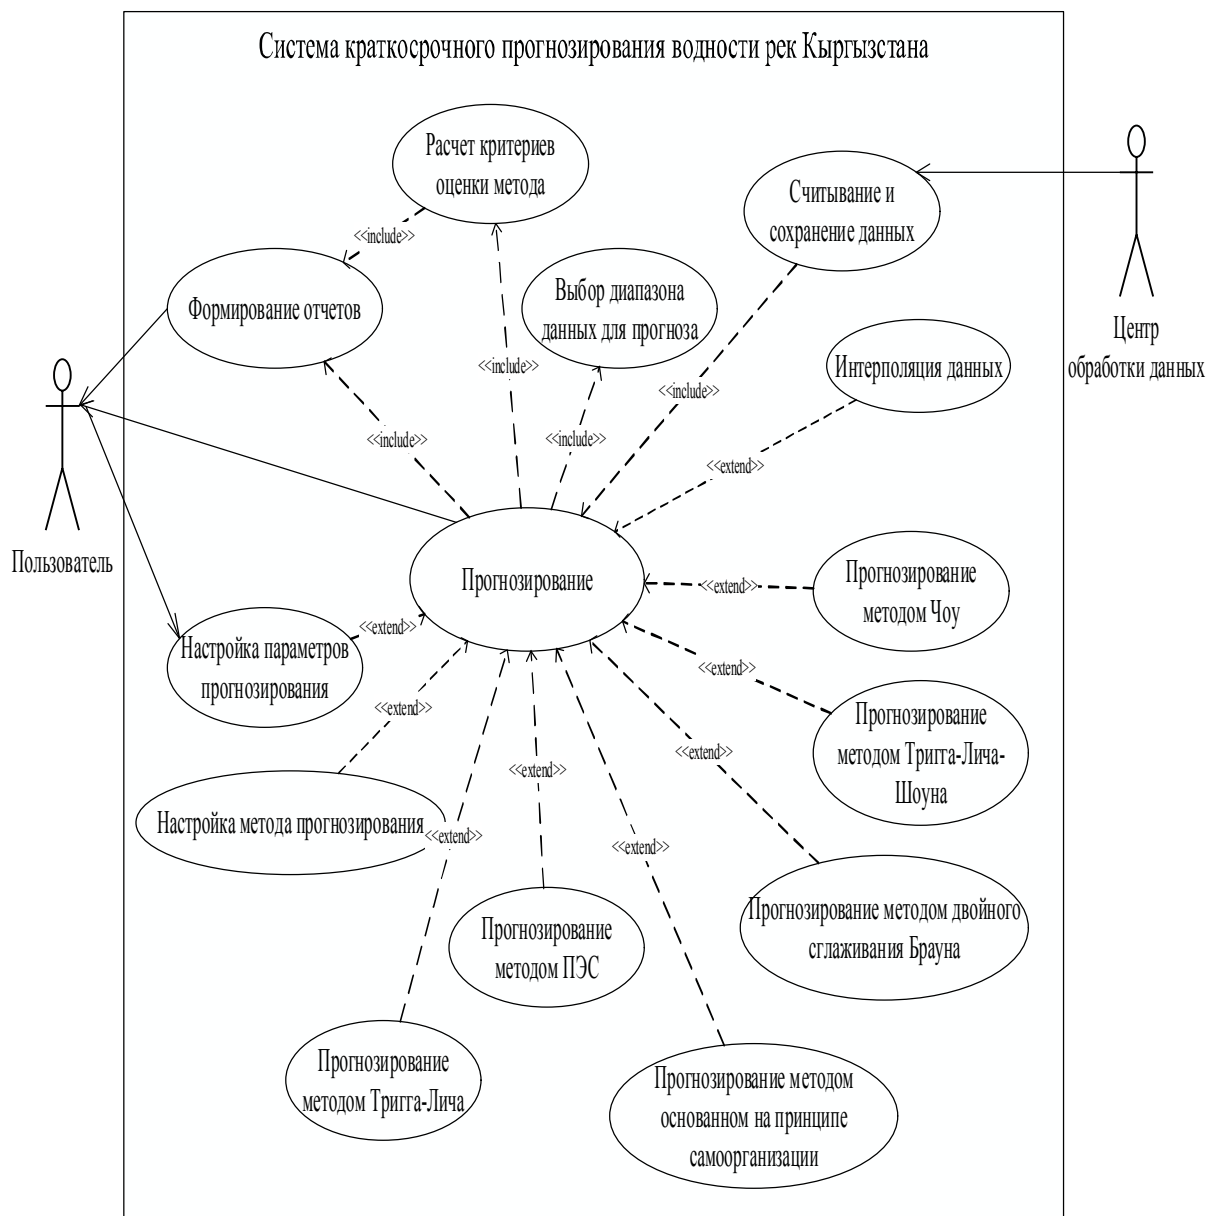 Система краткосрочного прогнозирования водности рек Кыргызстана
Расчет критериев
оценки метода
Считывание и
сохранение данных
<<include>>
Формирование отчетов
Выбор диапазона
данных для прогноза
Центр
обработки данных
<<include>>
Интерполяция данных
<<include>>
<<include>>
<<include>>
<<extend>>
Пользователь
Прогнозирование
Прогнозирование
методом Чоу
<<extend>>
<<extend>>
Настройка параметров
прогнозирования
<<extend>>
<<extend>>
Прогнозирование
методом Тригга-Лича-
Шоуна
<<extend>>
<<extend>>
Настройка метода прогнозирования
<<extend>>
<<extend>>
Прогнозирование методом двойного
сглаживания Брауна
Прогнозирование
методом ПЭС
Прогнозирование
методом Тригга-Лича
Прогнозирование методом
основанном на принципе
самоорганизации